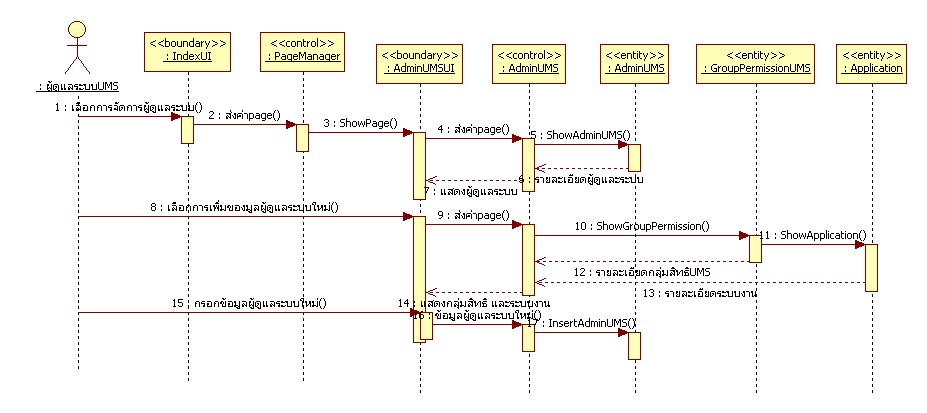 <<boundary>>
: IndexUI
<<control>>
: PageManager
<<boundary>>
: AdminUMSUI
<<control>>
: AdminUMS
<<entity>>
: AdminUMS
<<entity>>
: GroupPermissionUMS
<<entity>>
: Application
: ผู้ดูแลระบบUMS
1 : เลือกการจัดการผู้ดูแลระบบ()
2 : ส่งค่าpage()
3 : ShowPage()
4 : ส่งค่าpage()
5 : ShowAdminUMS()
6 : รายละเอียดผู้ดูและระบบ
7 : แสดงผู้ดูแลระบบ
8 : เลือกการเพิ่มของมูลผู้ดูแลระบบใหม่()
9 : ส่งค่าpage()
10 : ShowGroupPermission()
11 : ShowApplication()
12 : รายละเอียดกลุ่มสิทธิUMS
13 : รายละเอียดระบบงาน
14 : แสดงกลุ่มสิทธิ และระบบงาน
15 : กรอกข้อมูลผู้ดูแลระบบใหม่()
16 : ข้อมูลผู้ดูแลระบบใหม่()
17 : InsertAdminUMS()